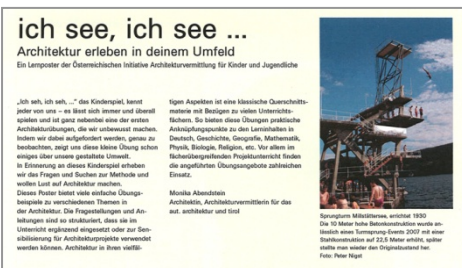 ich see, ich see ...
Architektur erleben in deinem Umfeld
Ein Lernposter der Österreichischen Initiative Architekturvermittlung für Kinder und Jugendliche
„Ich seh, ich seh, ...“ das Kinderspiel, kennt
jeder von uns – es lässt sich immer und überall
spielen und ist ganz nebenbei eine der ersten
Architekturübungen, die wir unbewusst machen.
Indem wir dabei aufgefordert werden, genau zu
beobachten, zeigt uns diese kleine Übung schon
einiges über unsere gestaltete Umwelt.
In Erinnerung an dieses Kinderspiel erheben
wir das Fragen und Suchen zur Methode und
wollen Lust auf Architektur machen.
Dieses Poster bietet viele einfache Übungs-
beispiele zu verschiedenen Themen in
der Architektur. Die Fragestellungen und An-
leitungen sind so strukturiert, dass sie im
Unterricht ergänzend eingesetzt oder zur Sen-
sibilisierung für Architekturprojekte verwendet
werden können. Architektur in ihren vielfäl-
tigen Aspekten ist eine klassische Querschnitts-
materie mit Bezügen zu vielen Unterrichts-
fächern. So bieten diese Übungen praktische
Anknüpfungspunkte zu den Lerninhalten in
Deutsch, Geschichte, Geografie, Mathematik,
Physik, Biologie, Religion, etc. Vor allem im
fächerübergreifenden Projektunterricht finden
die angeführten Übungsangebote zahlreichen
Einsatz.
Monika Abendstein
Architektin, Architekturvermittlerin für das
aut. architektur und tirol
Sprungturm Millstättersee, errichtet 1930
Die 10 Meter hohe Betonkonstruktion wurde an-
lässlich eines Turmsprung-Events 2007 mit einer
Stahlkonstruktion auf 22,5 Meter erhöht, später
stellte man wieder den Originalzustand her.
Foto: Peter Nigst